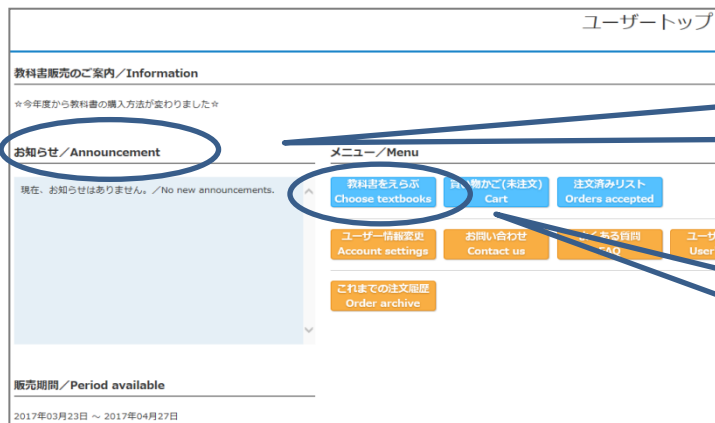 ユーザートップ
教科書販売のご案内／Information
☆今年度から教科書の購入方法が変わりました☆
お知らせ／Announcement
現在、お知らせはありません。／No new announcements.
メニュー／Menu
教科書をえらぶ
Choose textbooks
買い物かご(未注文)
Cart
注文済みリスト
Orders accepted
ユーザー情報変更
Account settings
お問い合わせ
Contact us
よくある質問
FAQ
User
これまでの注文履歴
Order archive
販売期間／Period available
2017年03月23日 ～ 2017年04月27日